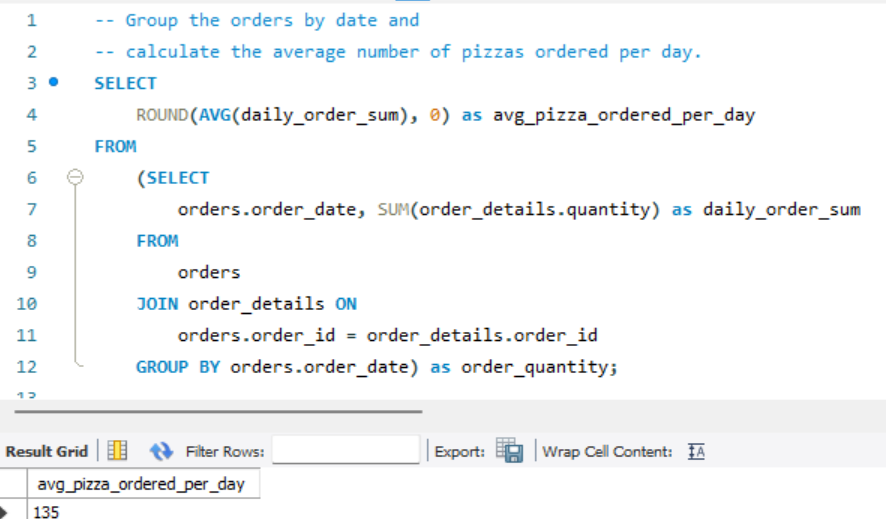 1 -- Group the orders by date and
2 -- calculate the average number of pizzas ordered per day.
3 SELECT
4 ROUND(AVG(daily_order_sum), 0) as avg_pizza_ordered_per_day
5 FROM
6 (SELECT
7 orders.order_date, SUM(order_details.quantity) as daily_order_sum
8 FROM
9 orders
10 JOIN order_details ON
11 orders.order_id = order_details.order_id
12 GROUP BY orders.order_date) as order_quantity;
13
Result Grid Filter Rows: Export: Wrap Cell Content: IA
avg_pizza_ordered_per_day
135